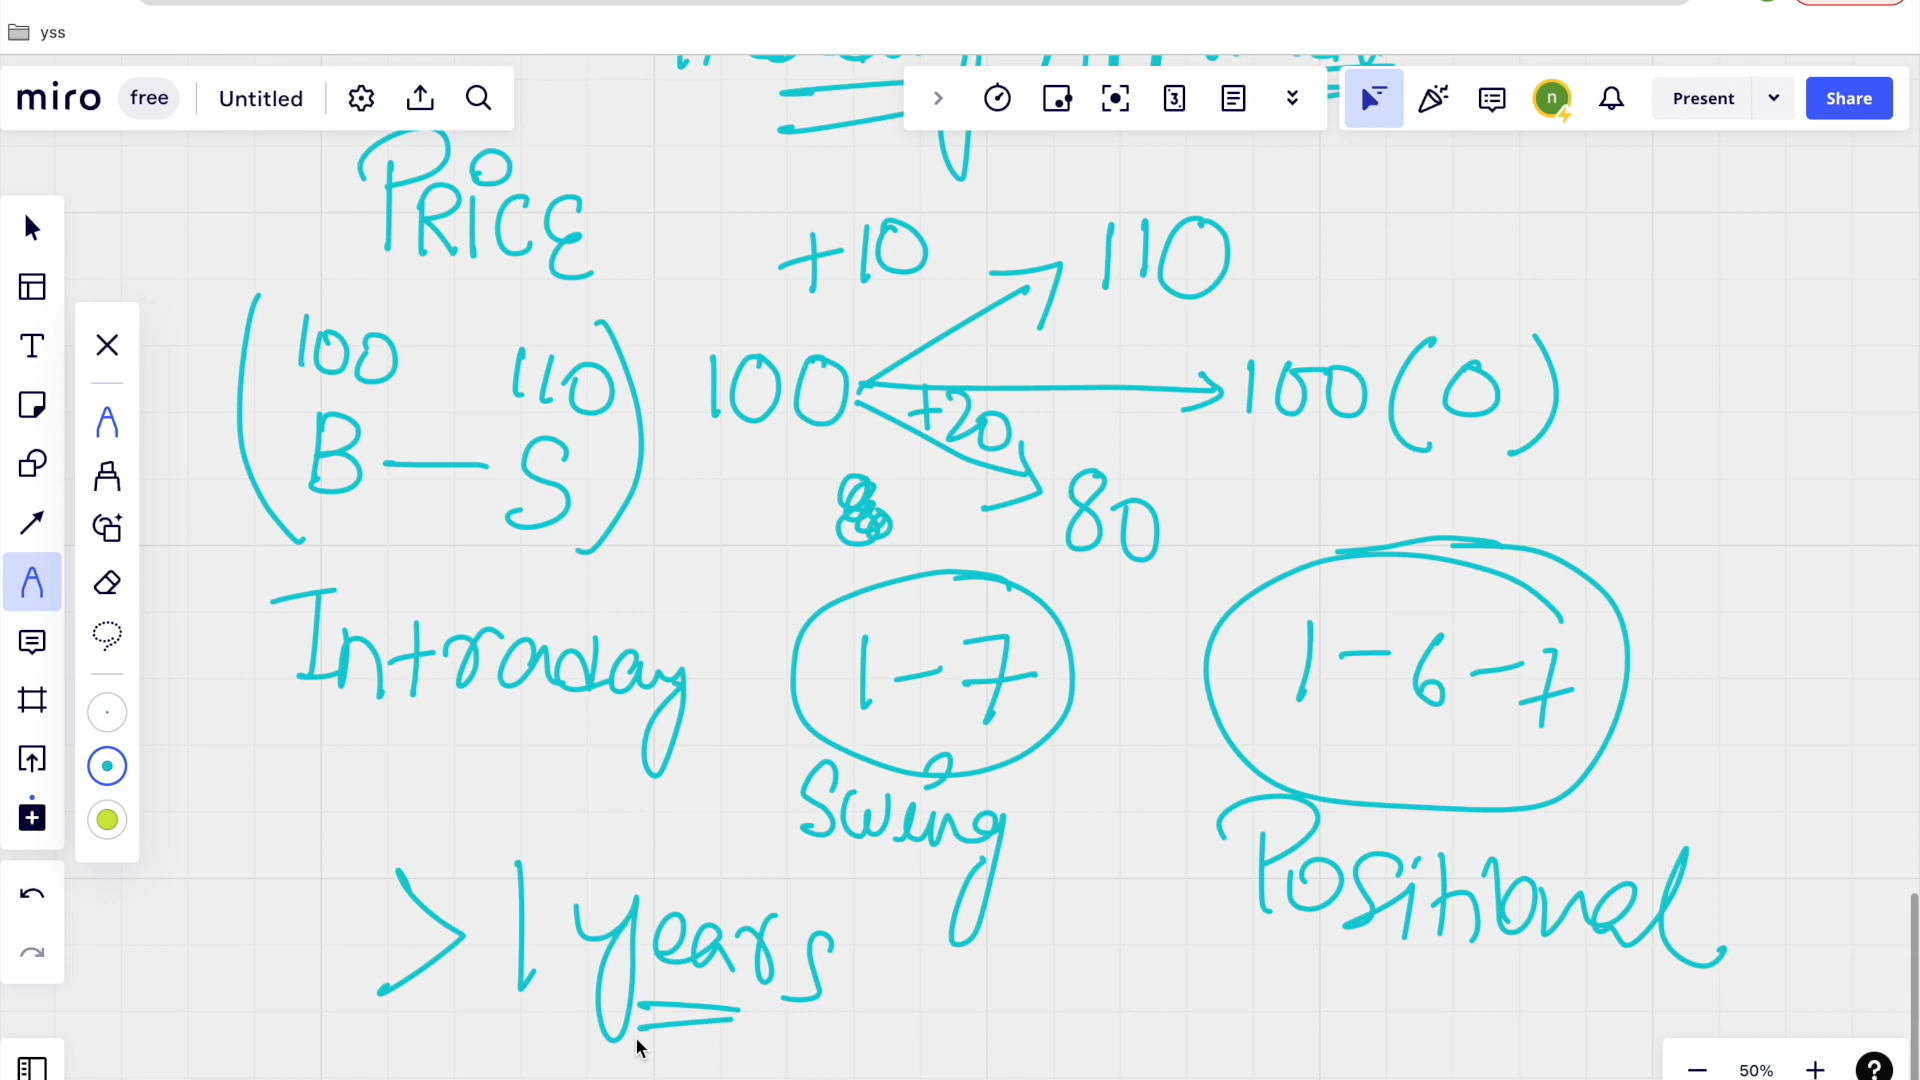 yss
miro free Untitled
3
n
Present
Share
PRICE
+10 110
100 110
100 100 (0)
+20
B — S
80
Intraday
1 - 7
1 - 6 - 7
Swing
Positional
> 1 years
50%
?